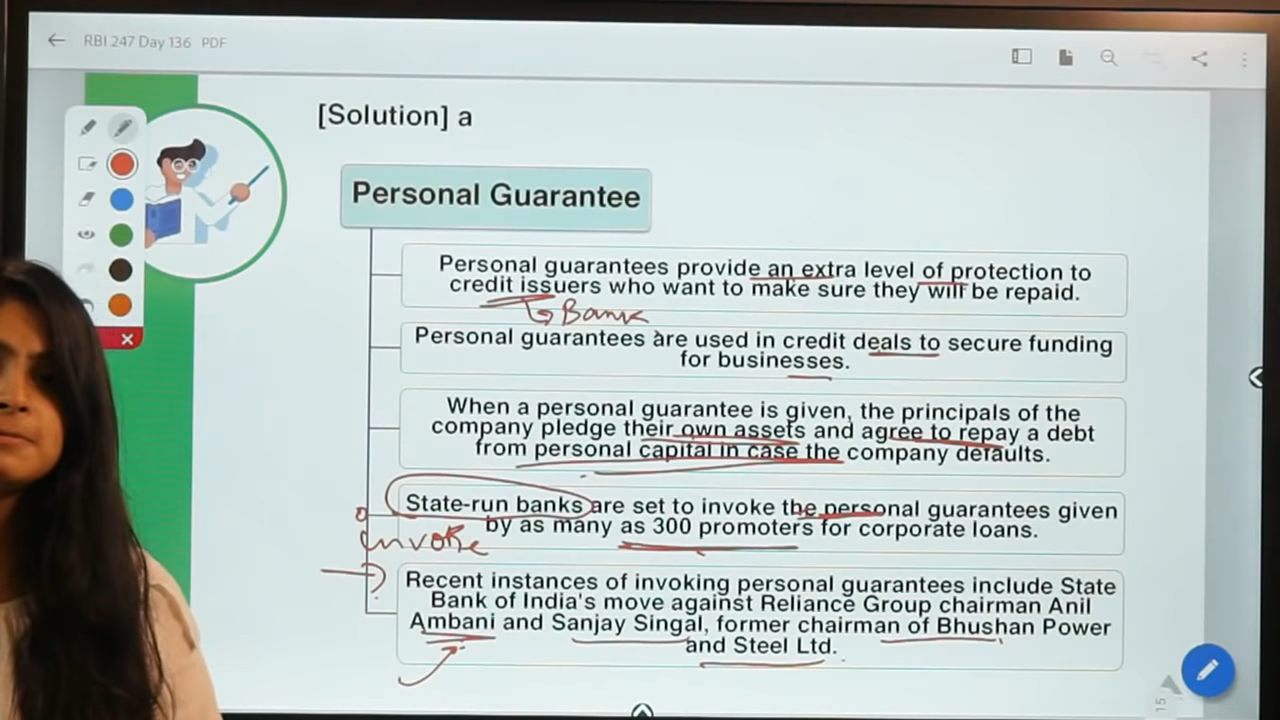 RBI 247 Day 136 PDF
[Solution] a
Personal Guarantee
Personal guarantees provide an extra level of protection to
credit issuers who want to make sure they will be repaid.
Bank
Personal guarantees are used in credit deals to secure funding
for businesses.
When a personal guarantee is given, the principals of the
company pledge their own assets and agree to repay a debt
from personal capital in case the company defaults.
State-run banks are set to invoke the personal guarantees given
by as many as 300 promoters for corporate loans.
invoke
Recent instances of invoking personal guarantees include State
Bank of India's move against Reliance Group chairman Anil
Ambani and Sanjay Singal, former chairman of Bhushan Power
and Steel Ltd.
15